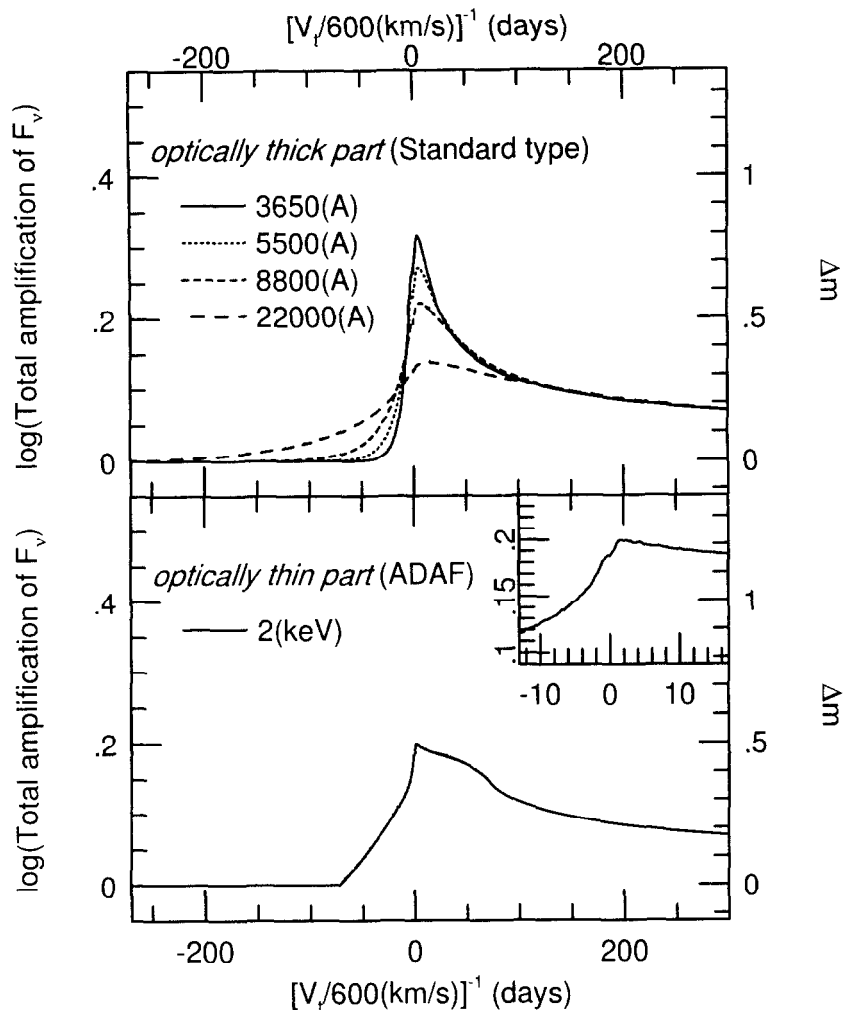 [V_t/600(km/s)]^-1 (days)
-200 0 200
log(Total amplification of F_ν)
.4
.2
0
optically thick part (Standard type)
3650(A)
5500(A)
8800(A)
22000(A)
1
.5
0
Δm
log(Total amplification of F_ν)
.4
.2
0
optically thin part (ADAF)
2(keV)
.2
.15
.1
-10 0 10
1
.5
0
Δm
-200 0 200
[V_t/600(km/s)]^-1 (days)